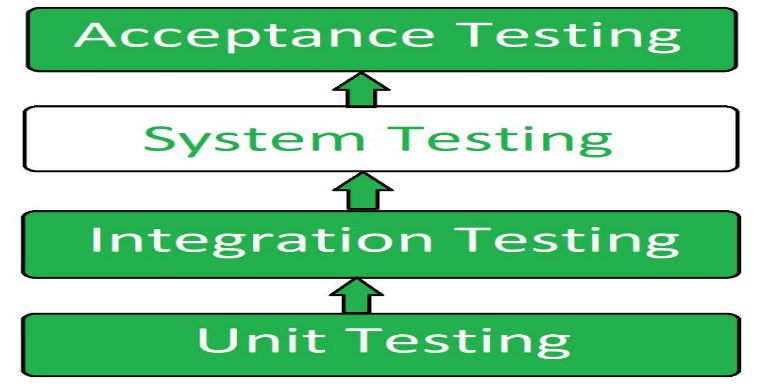 Acceptance Testing
System Testing
Integration Testing
Unit Testing